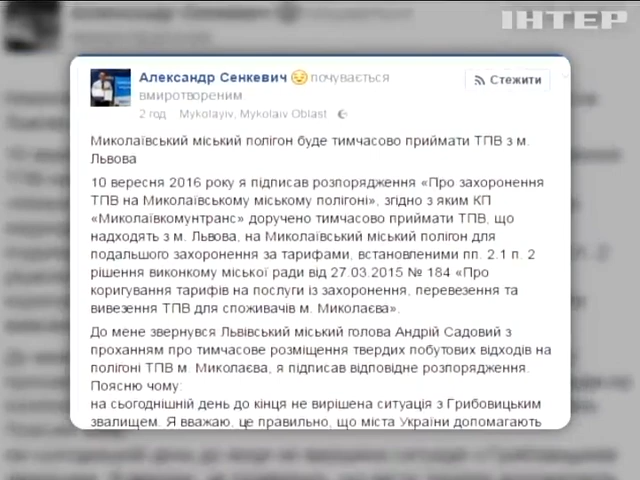 ІНТЕР
Александр Сенкевич 😌 почувається
вмиротвореним
2 год Mykolayiv, Mykolaiv Oblast
Стежити
Миколаївський міський полігон буде тимчасово приймати ТПВ з м.
Львова
10 вересня 2016 року я підписав розпорядження «Про захоронення
ТПВ на Миколаївському міському полігоні», згідно з яким КП
«Миколаївкомунтранс» доручено тимчасово приймати ТПВ, що
надходять з м. Львова, на Миколаївський міський полігон для
подальшого захоронення за тарифами, встановленими пп. 2.1 п. 2
рішення виконкому міської ради від 27.03.2015 № 184 «Про
коригування тарифів на послуги із захоронення, перевезення та
вивезення ТПВ для споживачів м. Миколаєва».
До мене звернувся Львівський міський голова Андрій Садовий з
проханням про тимчасове розміщення твердих побутових відходів на
полігоні ТПВ м. Миколаєва, я підписав відповідне розпорядження.
Поясню чому:
на сьогоднішній день до кінця не вирішена ситуація з Грибовицьким
звалищем. Я вважаю, це правильно, що міста України допомагають